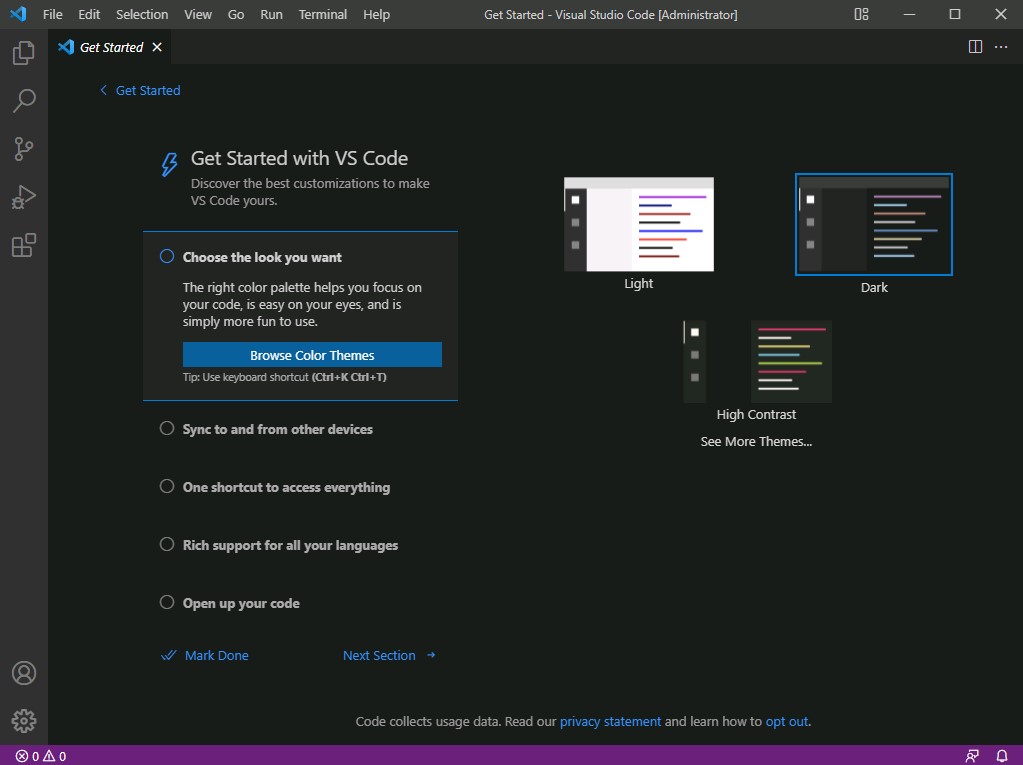 File Edit Selection View Go Run Terminal Help Get Started - Visual Studio Code [Administrator]
Get Started
Get Started
Get Started with VS Code
Discover the best customizations to make
VS Code yours.
Choose the look you want
The right color palette helps you focus on
your code, is easy on your eyes, and is
simply more fun to use.
Browse Color Themes
Tip: Use keyboard shortcut (Ctrl+K Ctrl+T)
Sync to and from other devices
One shortcut to access everything
Rich support for all your languages
Open up your code
Mark Done Next Section
Light
Dark
High Contrast
See More Themes...
Code collects usage data. Read our privacy statement and learn how to opt out.
0 0